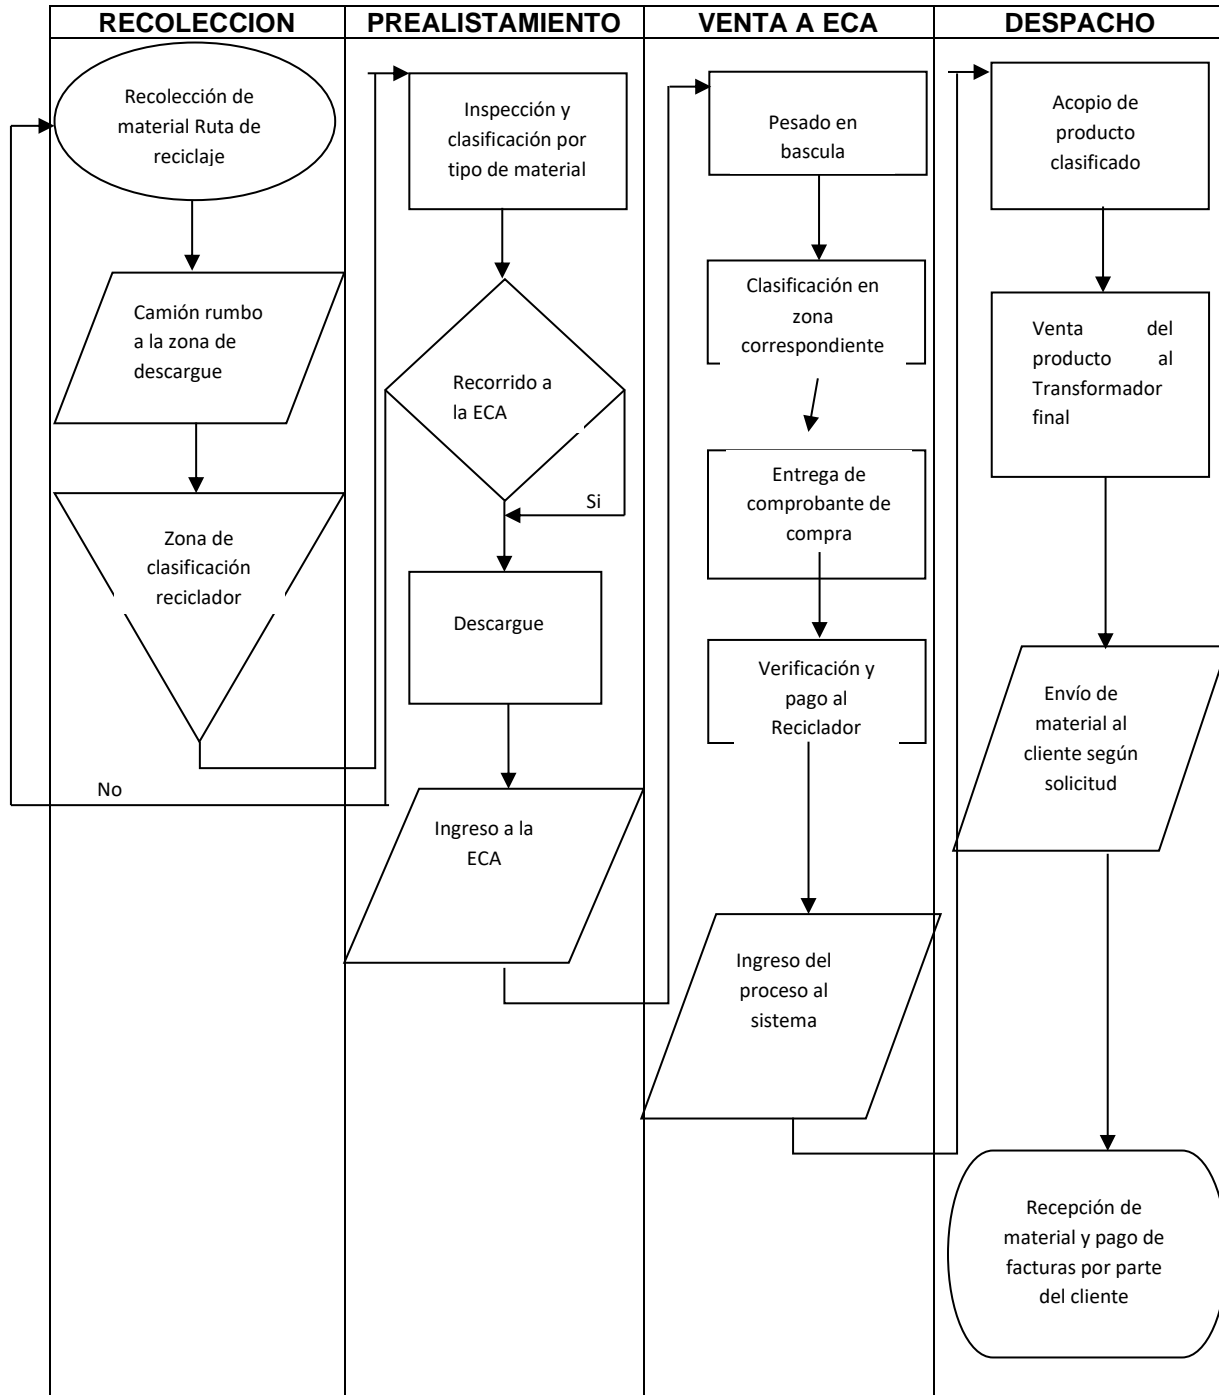 RECOLECCION
PREALISTAMIENTO
VENTA A ECA
DESPACHO
Recolección de
material Ruta de
reciclaje
Camión rumbo
a la zona de
descargue
Zona de
clasificación
reciclador
No
Inspección y
clasificación por
tipo de material
Recorrido a
la ECA
Si
Descargue
Ingreso a la
ECA
Pesado en
bascula
Clasificación en
zona
correspondiente
Entrega de
comprobante de
compra
Verificación y
pago al
Reciclador
Ingreso del
proceso al
sistema
Acopio de
producto
clasificado
Venta del
producto al
Transformador
final
Envío de
material al
cliente según
solicitud
Recepción de
material y pago de
facturas por parte
del cliente